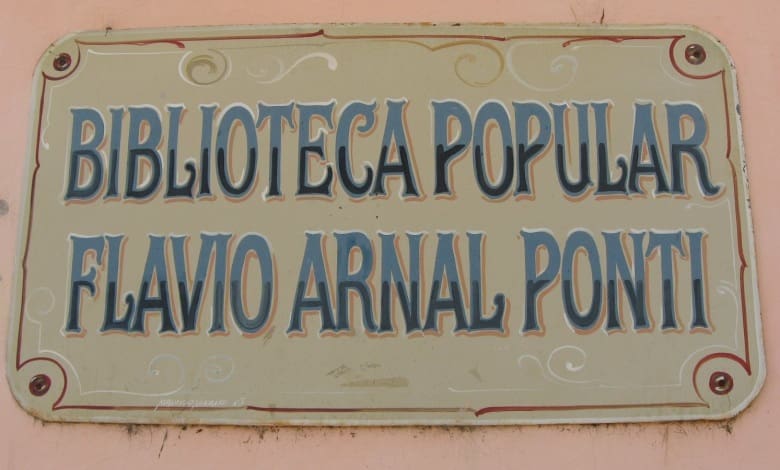 BIBLIOTECA POPULAR
FLAVIO ARNAL PONTI